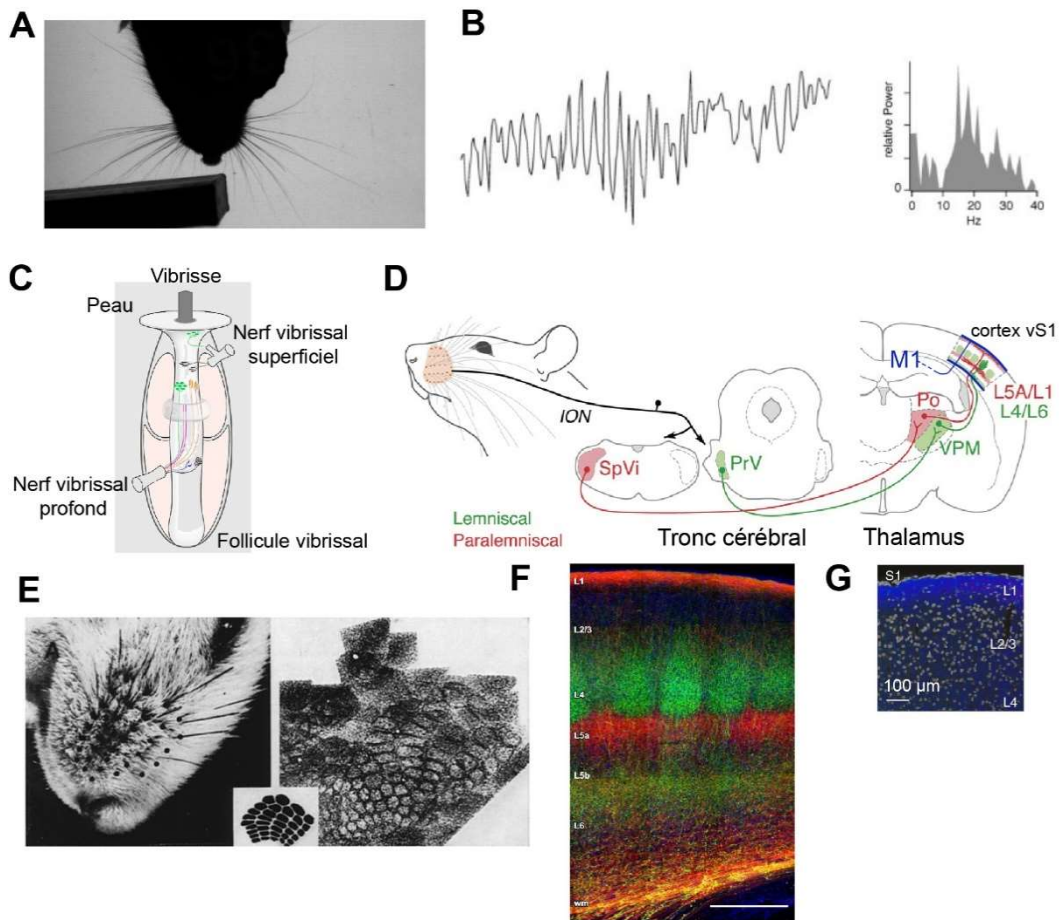 A
B
relative Power
0
0
10
20
30
40
Hz
C
Vibrisse
Peau
Nerf vibrissal
superficiel
Nerf vibrissal
profond
Follicule vibrissal
D
ION
SpVi
PrV
Lemniscal
Paralemniscal
Tronc cérébral
cortex vS1
M1
L5A/L1
L4/L6
Po
VPM
Thalamus
E
F
L1
L2/3
L4
L5a
L5b
L6
wm
G
S1
L1
L2/3
100 µm
L4